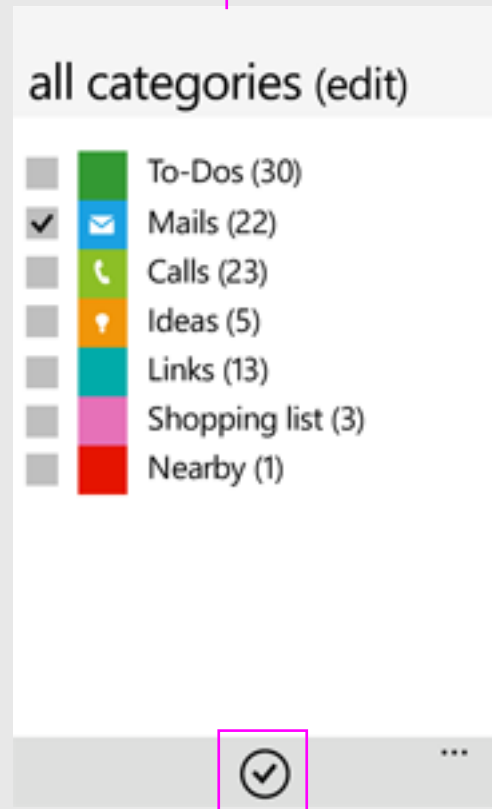 all categories (edit)
To-Dos (30)
Mails (22)
Calls (23)
Ideas (5)
Links (13)
Shopping list (3)
Nearby (1)
...